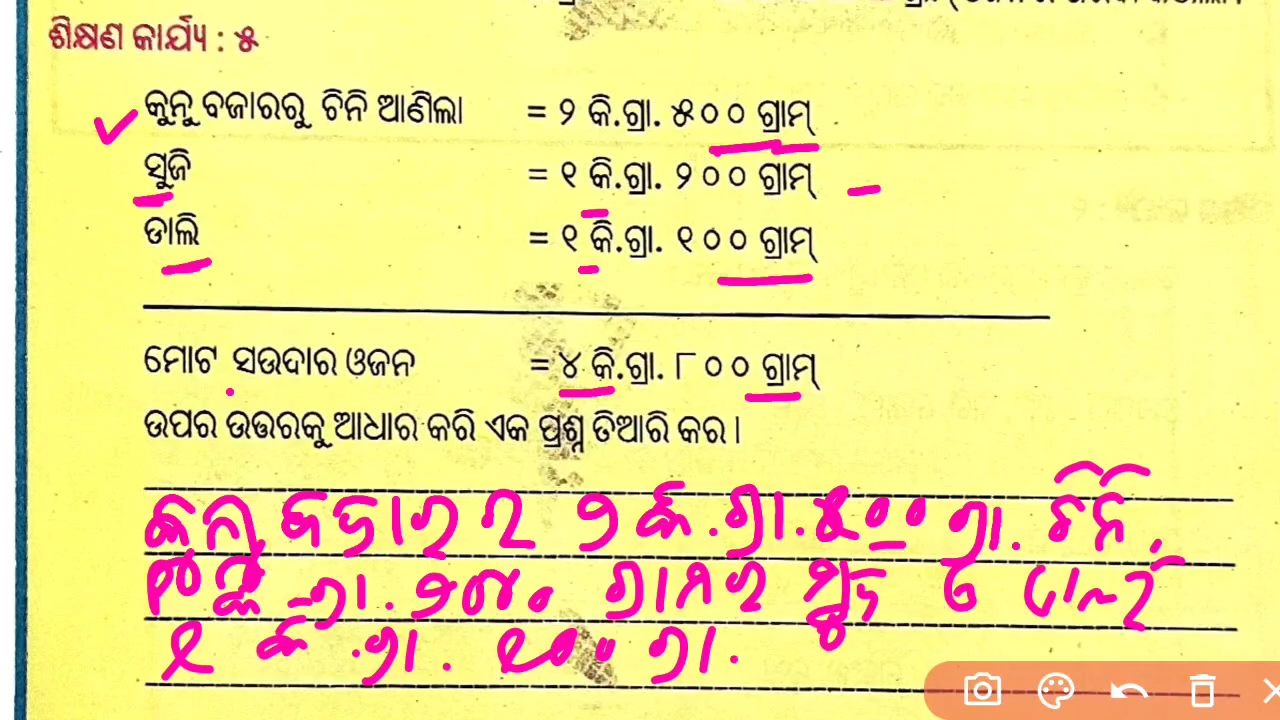 ଶିକ୍ଷଣ କାର୍ଯ୍ୟ : ୫
କୁନୁ ବଜାରରୁ ଚିନି ଆଣିଲା = ୨ କି.ଗ୍ରା. ୫୦୦ ଗ୍ରାମ୍
ସୁଜି = ୧ କି.ଗ୍ରା. ୨୦୦ ଗ୍ରାମ୍
ଡାଲି = ୧ କି.ଗ୍ରା. ୧୦୦ ଗ୍ରାମ୍
ମୋଟ ସଉଦାର ଓଜନ = ୪ କି.ଗ୍ରା. ୮୦୦ ଗ୍ରାମ୍
ଉପର ଉତ୍ତରକୁ ଆଧାର କରି ଏକ ପ୍ରଶ୍ନ ତିଆରି କର।
କୁନୁ ବଜାରରୁ ୨ କି.ଗ୍ରା. ୫୦୦ ଗ୍ରା. ଚିନି,
ଗ୍ରା. ୨୦୦ ସୁଜି ଓ ଡାଲି
୧ କି.ଗ୍ରା. ୧୦୦ ଗ୍ରା.